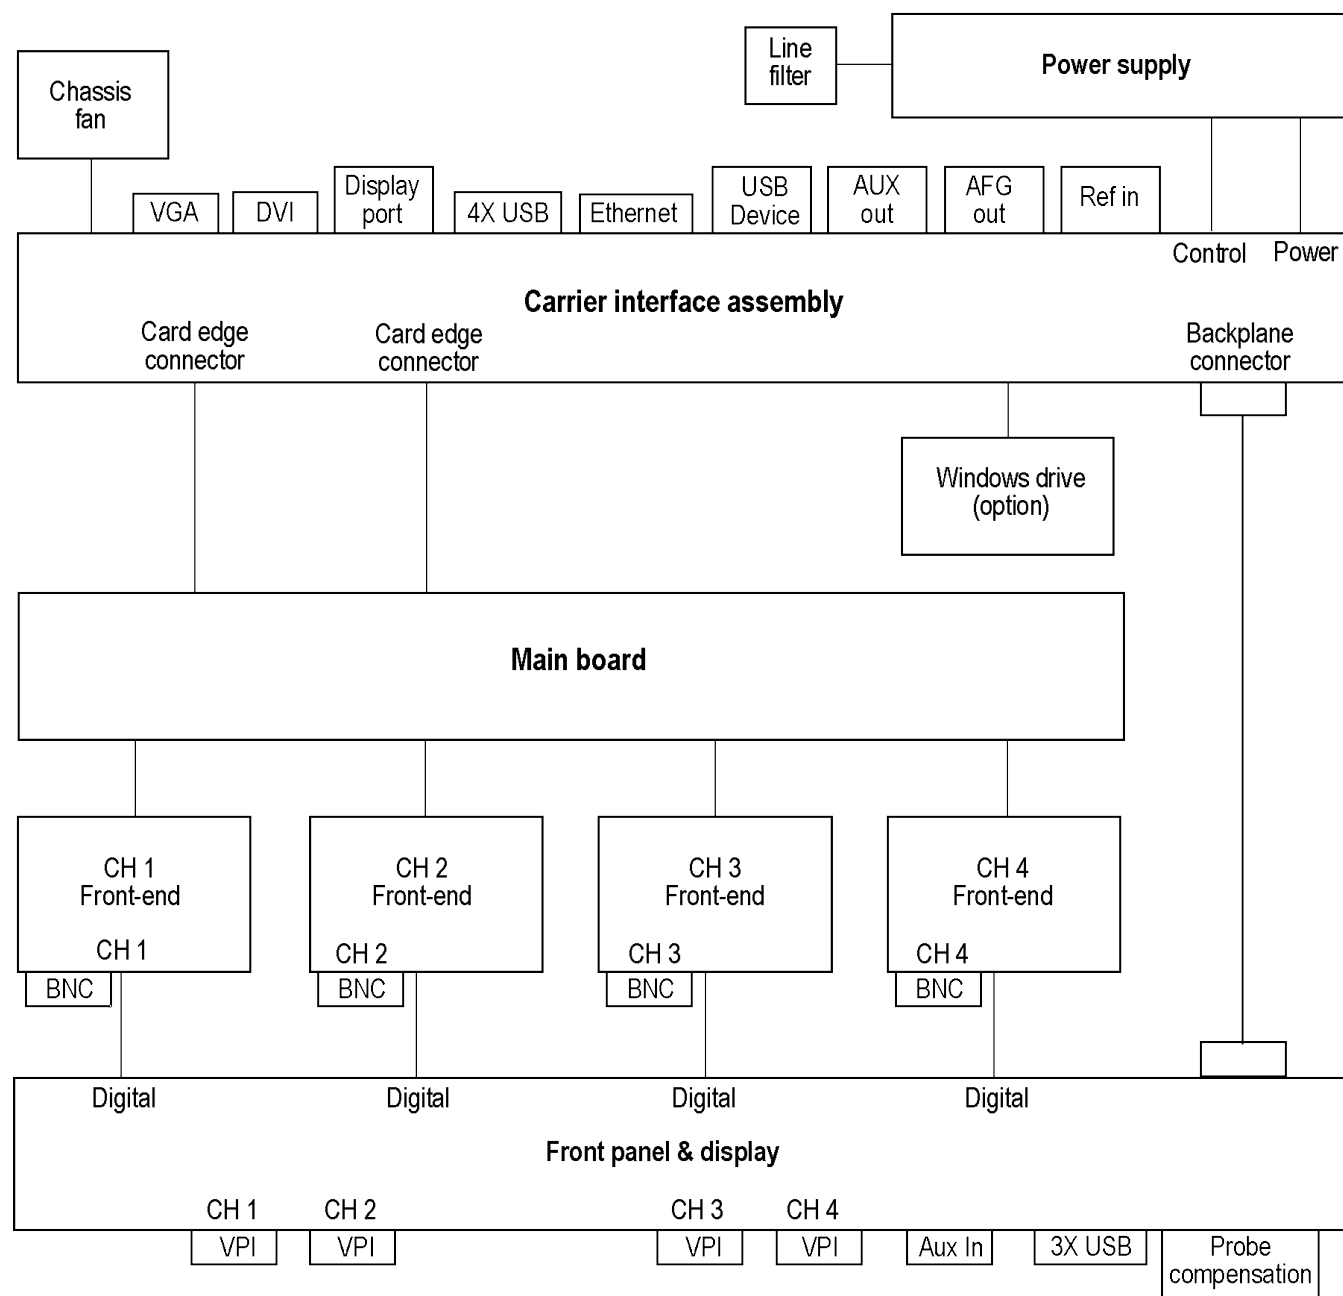 Line
filter
Power supply
Chassis
fan
VGA
DVI
Display
port
4X USB
Ethernet
USB
Device
AUX
out
AFG
out
Ref in
Control
Power
Carrier interface assembly
Card edge
connector
Card edge
connector
Backplane
connector
Windows drive
(option)
Main board
CH 1
Front-end
CH 1
BNC
CH 2
Front-end
CH 2
BNC
CH 3
Front-end
CH 3
BNC
CH 4
Front-end
CH 4
BNC
Digital
Digital
Digital
Digital
Front panel & display
CH 1
VPI
CH 2
VPI
CH 3
VPI
CH 4
VPI
Aux In
3X USB
Probe
compensation